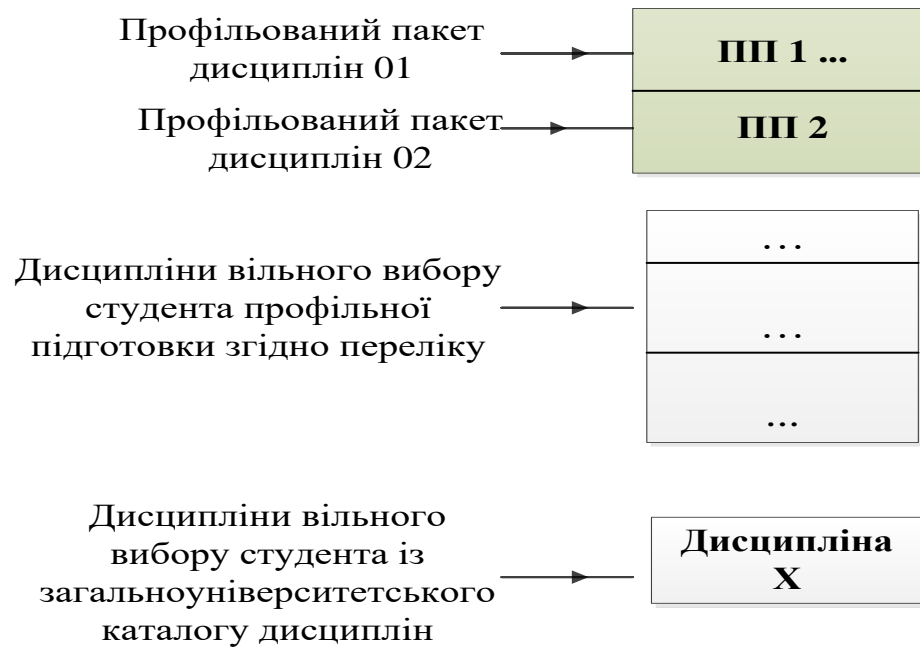 Профільований пакет
дисциплін 01
ПП 1 ...
Профільований пакет
дисциплін 02
ПП 2
Дисципліни вільного вибору
студента профільної
підготовки згідно переліку
...
...
...
Дисципліни вільного
вибору студента із
загальноуніверситетського
каталогу дисциплін
Дисципліна
Х